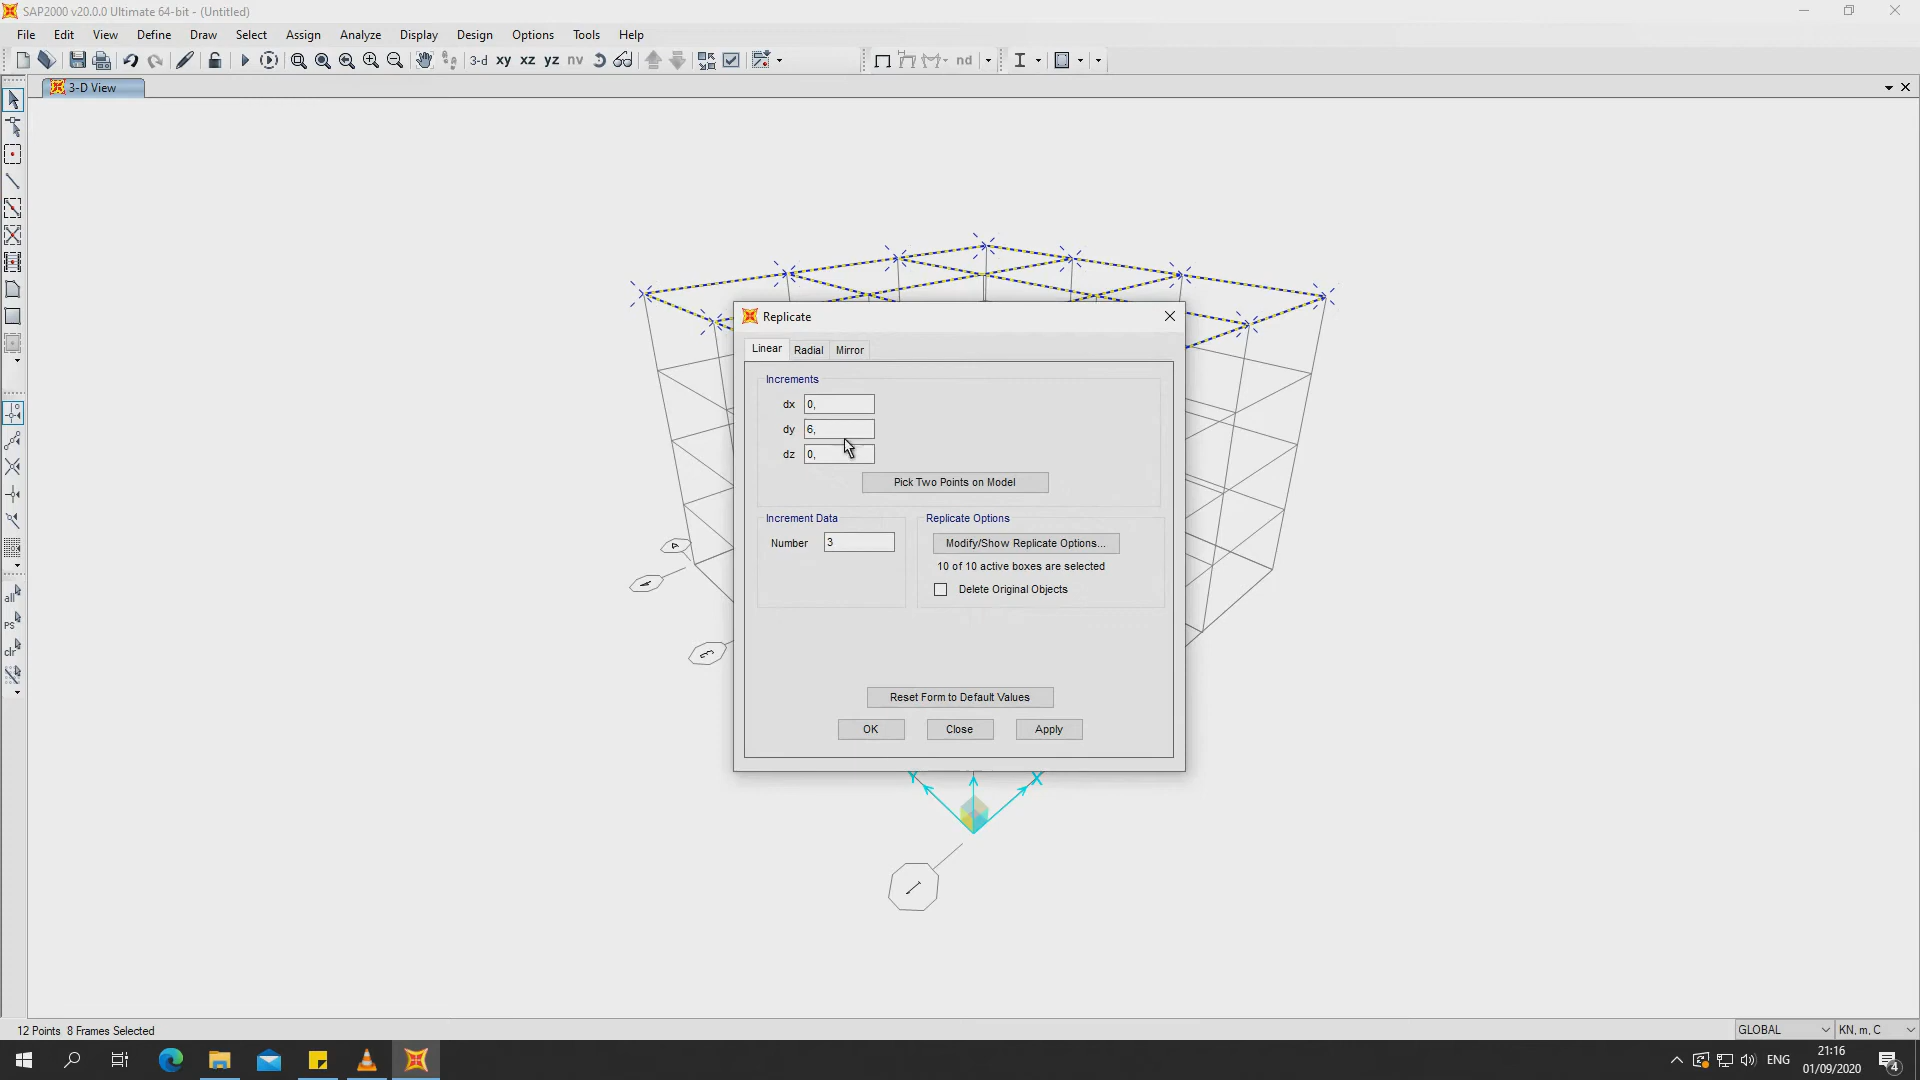 SAP2000 v20.0.0 Ultimate 64-bit - (Untitled)
File Edit View Define Draw Select Assign Analyze Display Design Options Tools Help
3-d xy xz yz nv nd
3-D View
all
PS
clr
Replicate
Linear Radial Mirror
Increments
dx 0,
dy 6,
dz 0,
Pick Two Points on Model
Increment Data
Number 3
Replicate Options
Modify/Show Replicate Options...
10 of 10 active boxes are selected
Delete Original Objects
Reset Form to Default Values
OK Close Apply
Y X
12 Points 8 Frames Selected
GLOBAL KN, m, C
ENG
21:16
01/09/2020
4